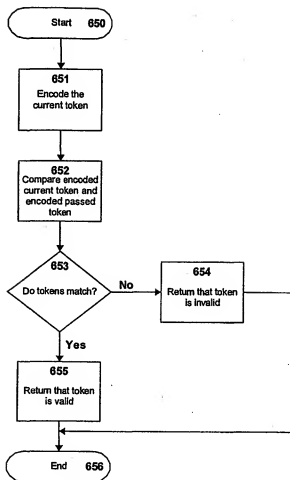 Start 650
651
Encode the
current token
652
Compare encoded
current token and
encoded passed
token
653
Do tokens match?
No
654
Return that token
is invalid
Yes
655
Return that token
is valid
End 656